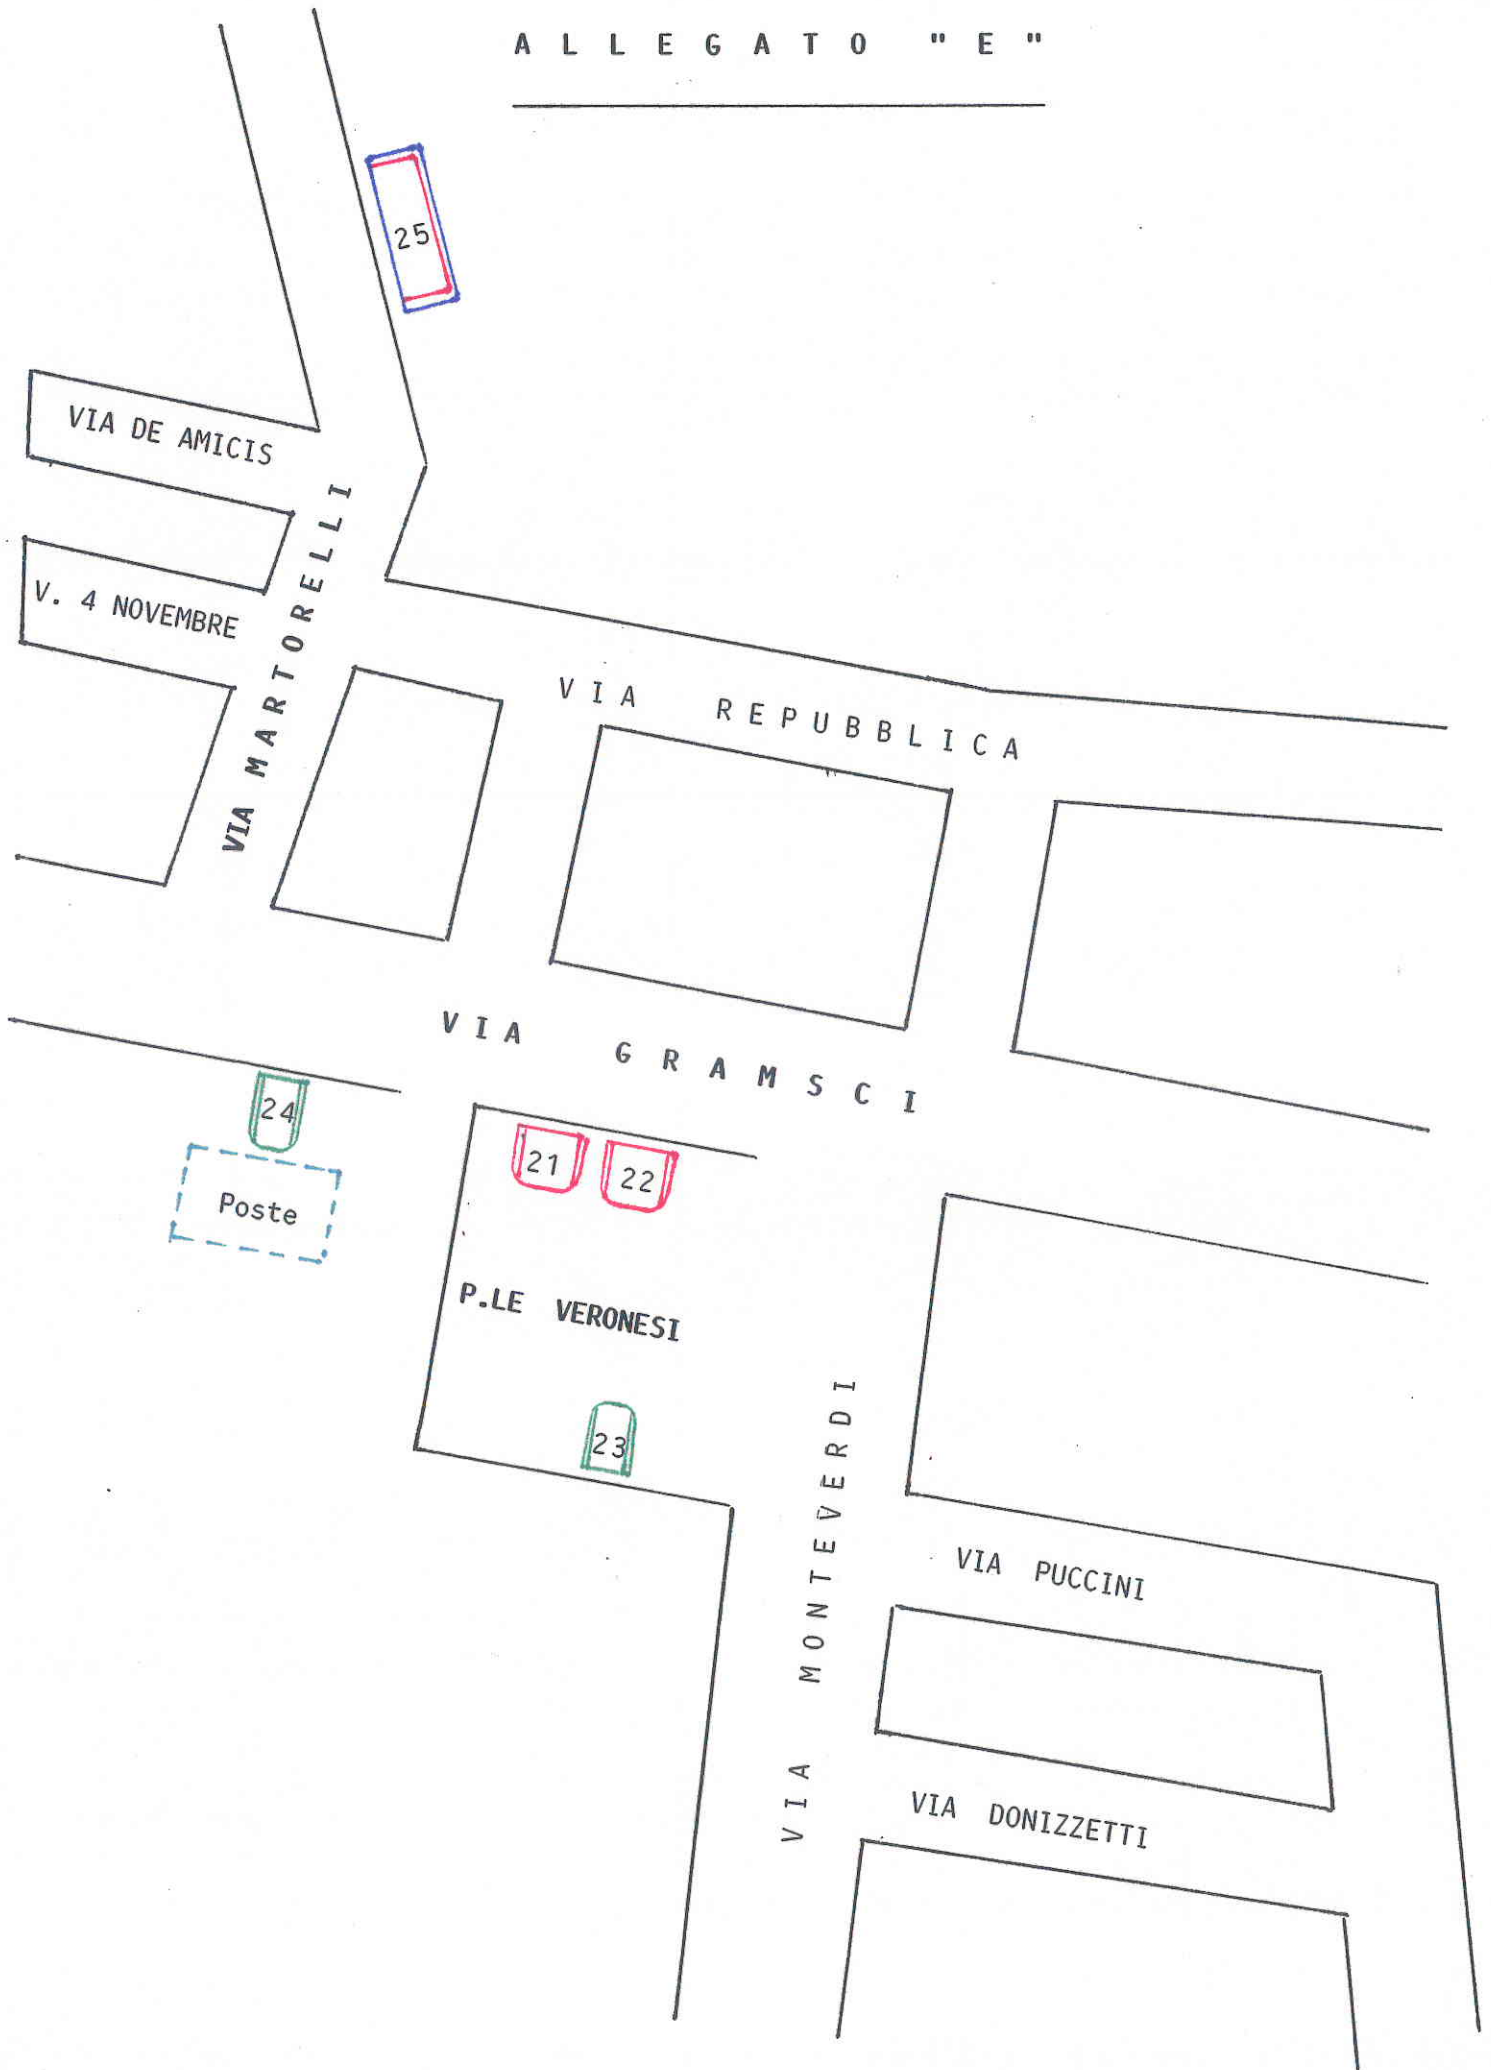 ALLEGATO "E"
25
VIA DE AMICIS
V. 4 NOVEMBRE
VIA MARTORELLI
VIA REPUBBLICA
VIA GRAMSCI
24
Poste
21
22
P.LE VERONESI
23
VIA MONTEVERDI
VIA PUCCINI
VIA DONIZZETTI